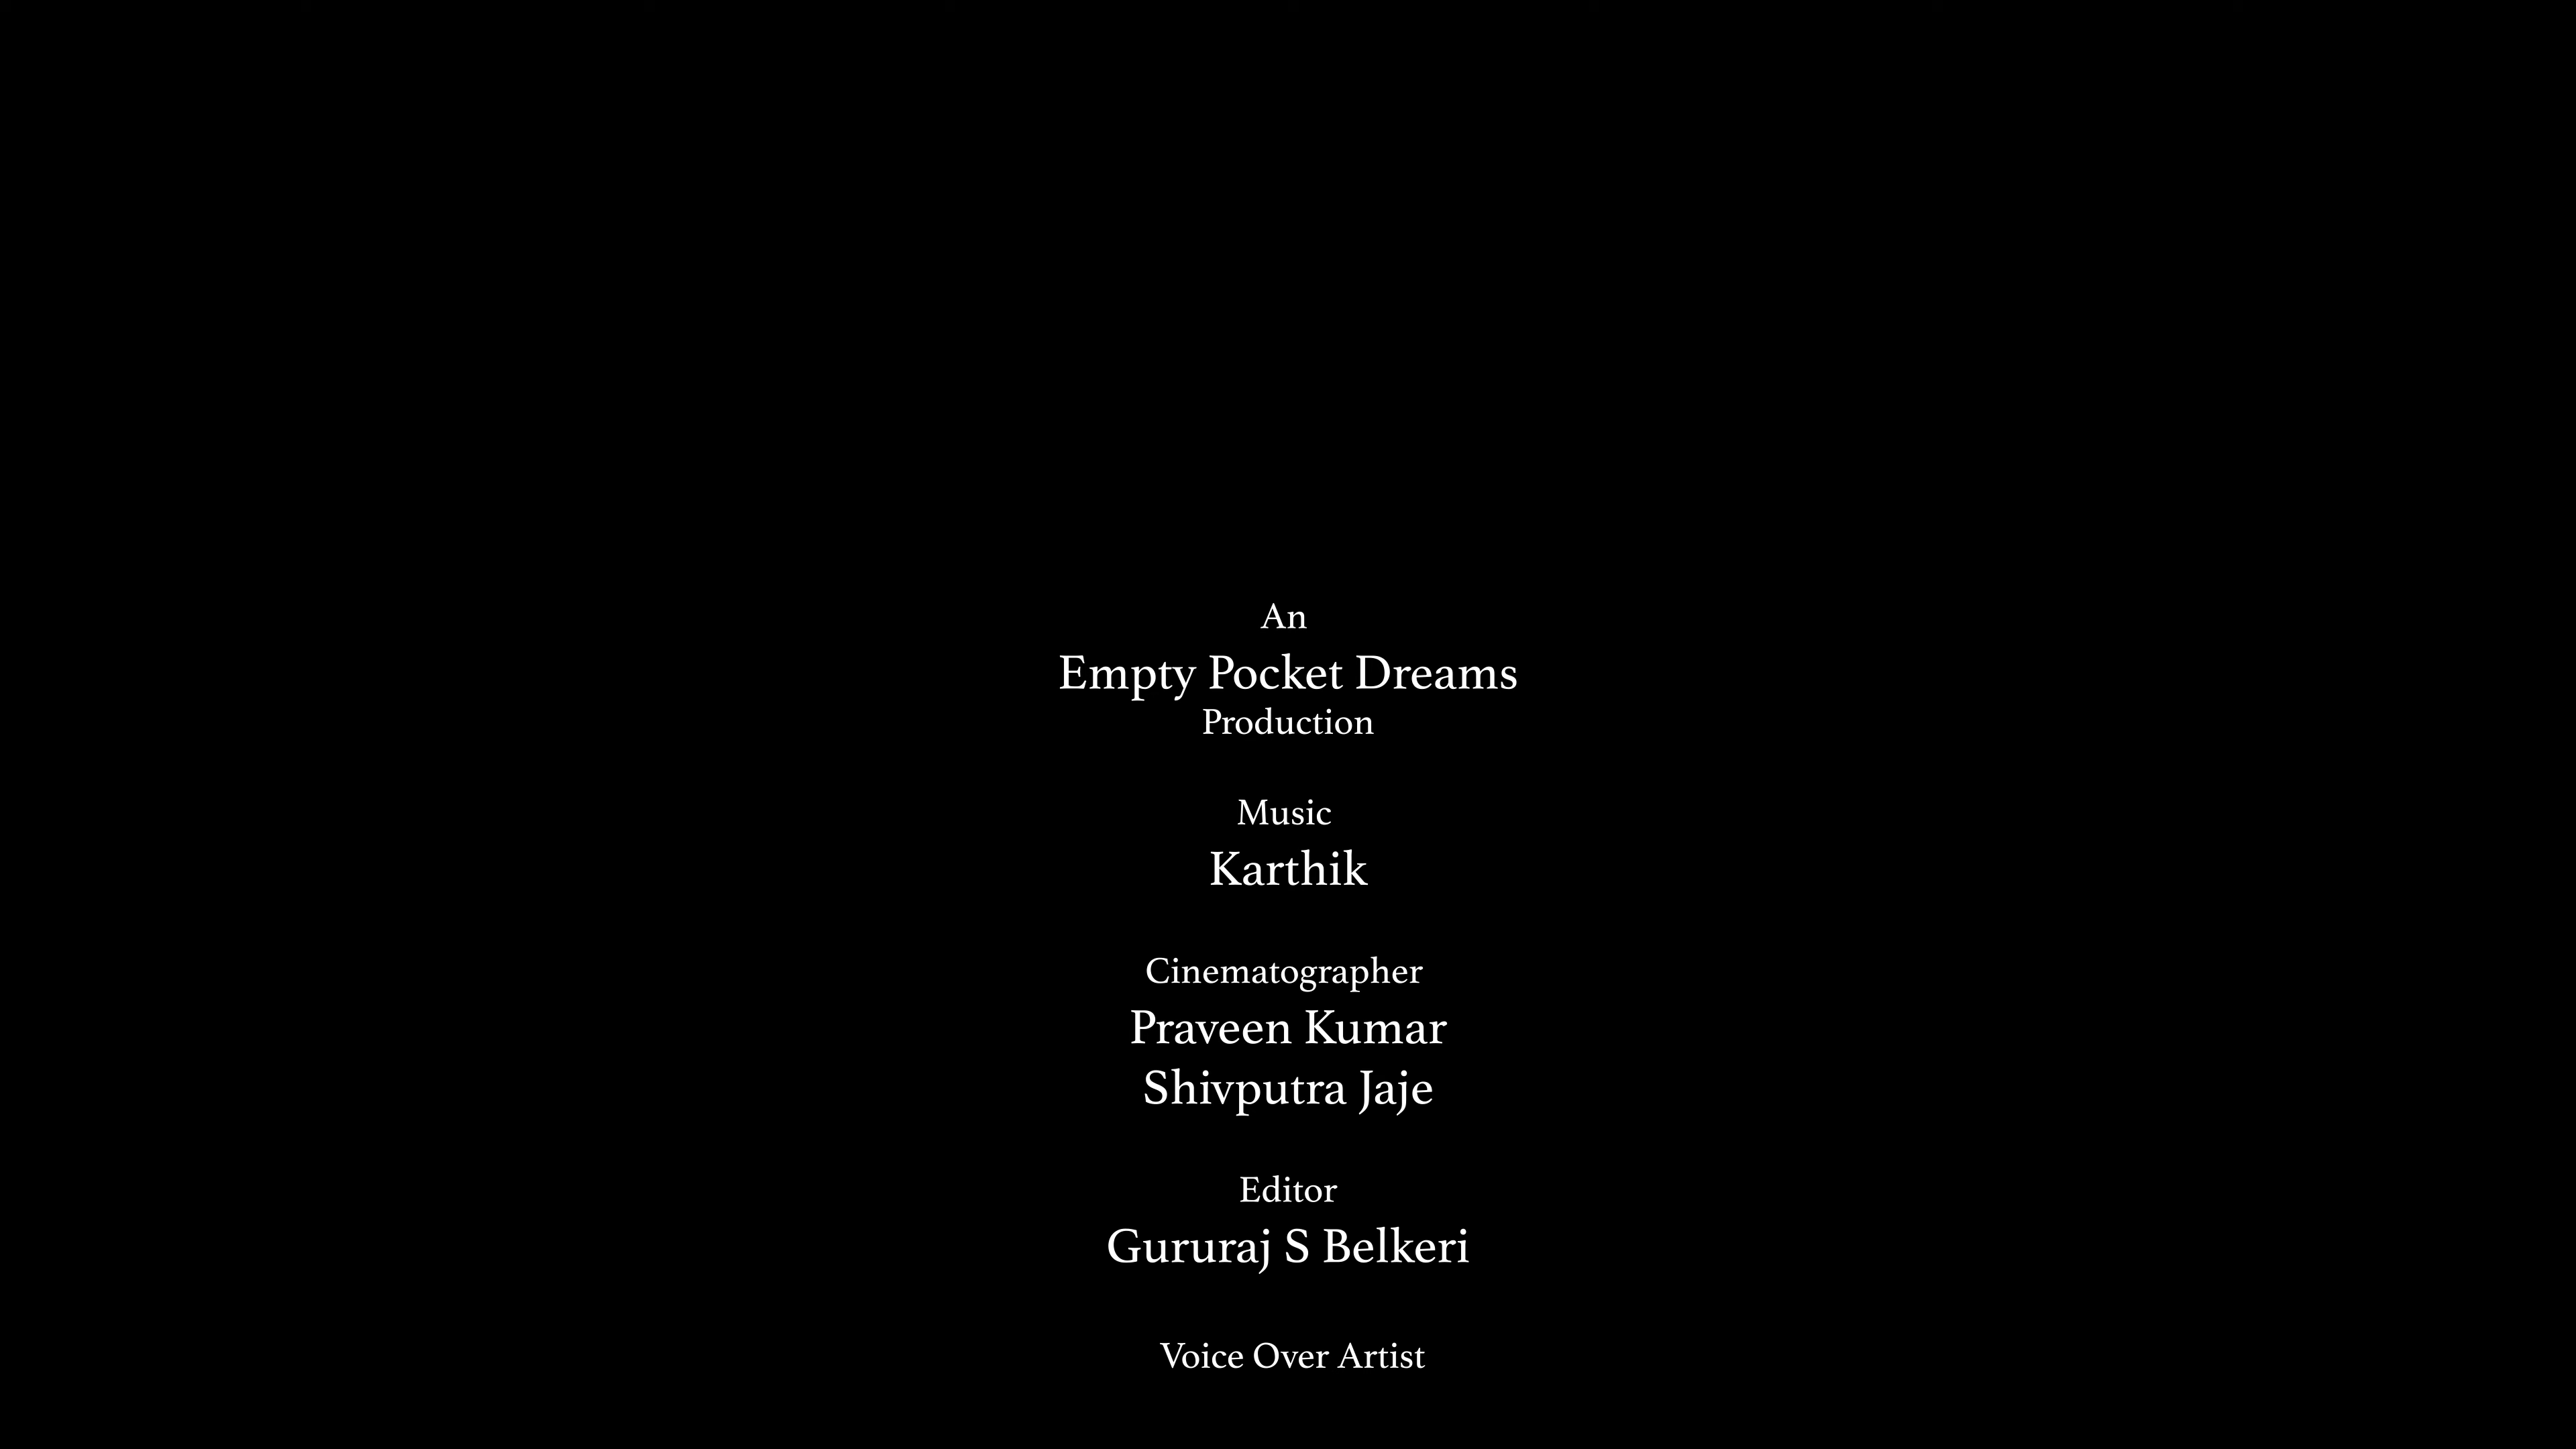 An
Empty Pocket Dreams
Production
Music
Karthik
Cinematographer
Praveen Kumar
Shivputra Jaje
Editor
Gururaj S Belkeri
Voice Over Artist